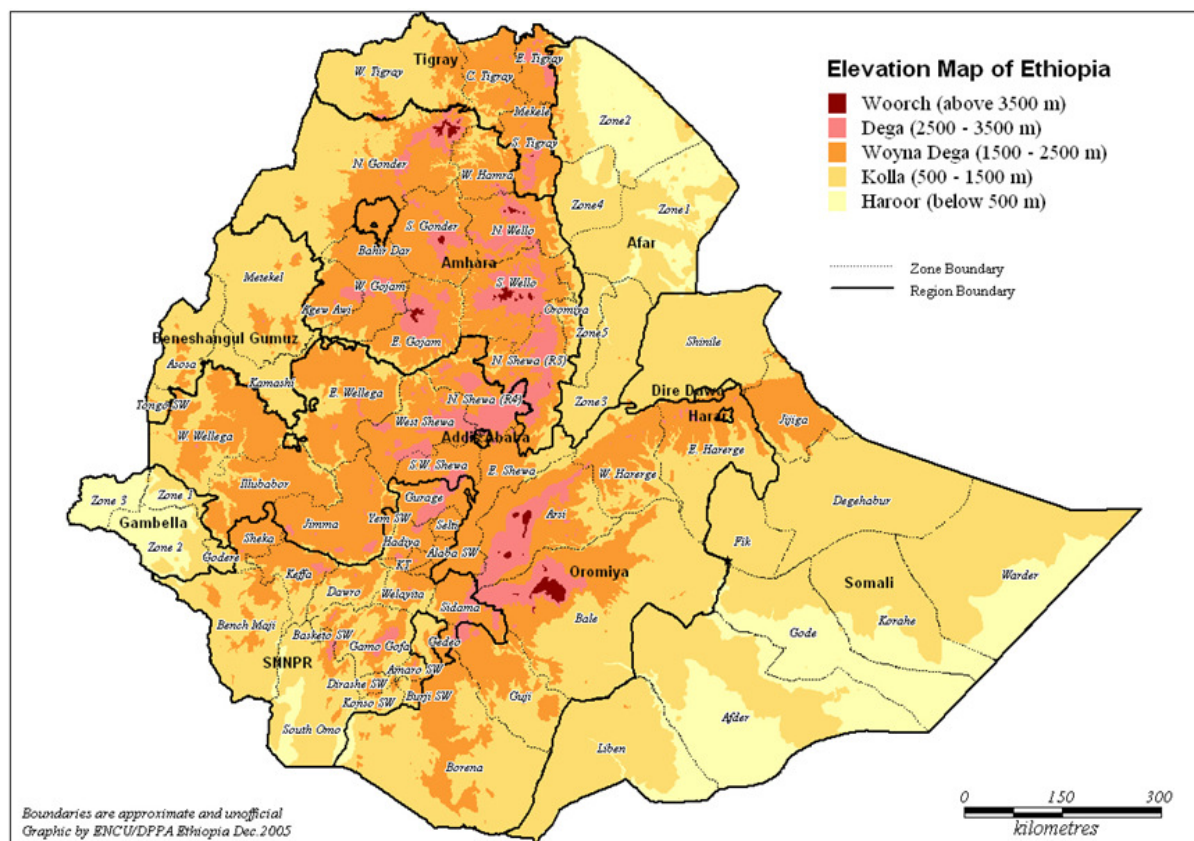 Elevation Map of Ethiopia
Woorch (above 3500 m)
Dega (2500 - 3500 m)
Woyna Dega (1500 - 2500 m)
Kolla (500 - 1500 m)
Haroor (below 500 m)
Zone Boundary
Region Boundary
Tigray
W. Tigray
C. Tigray
E. Tigray
Mekele
S. Tigray
Zone2
N. Gonder
W. Hamra
Zone4
Zone1
S. Gonder
N. Wello
Afar
Bahir Dar
Amhara
Metekel
W. Gojam
S. Wello
Agew Awi
Oromiya
Zone5
E. Gojam
Beneshangul Gumuz
N. Shewa (R3)
Shinile
Asosa
Kamashi
E. Wellega
N. Shewa (R4)
Zone 3
Dire Dawa
Tongo SW
West Shewa
Harar
Jijiga
W. Wellega
Addis Ababa
E. Harerge
S.W. Shewa
E. Shewa
W. Harerge
Illubabor
Gurage
Degehabur
Zone 3
Zone 1
Gambella
Jimma
Yem SW
Selti
Arsi
Zone 2
Sheka
Hadiya
Alaba SW
Fik
Godere
Keffa
KT
Oromiya
Somali
Warder
Dawro
Welayita
Sidama
Bale
Korahe
Bench Maji
Basketo SW
Gamo Gofa
Gedeo
Gode
SNNPR
Amaro SW
Dirashe SW
Konso SW
Burji SW
Guji
South Omo
Afder
Liben
Borena
Boundaries are approximate and unofficial
Graphic by ENCU/DPPA Ethiopia Dec.2005
0 150 300
kilometres